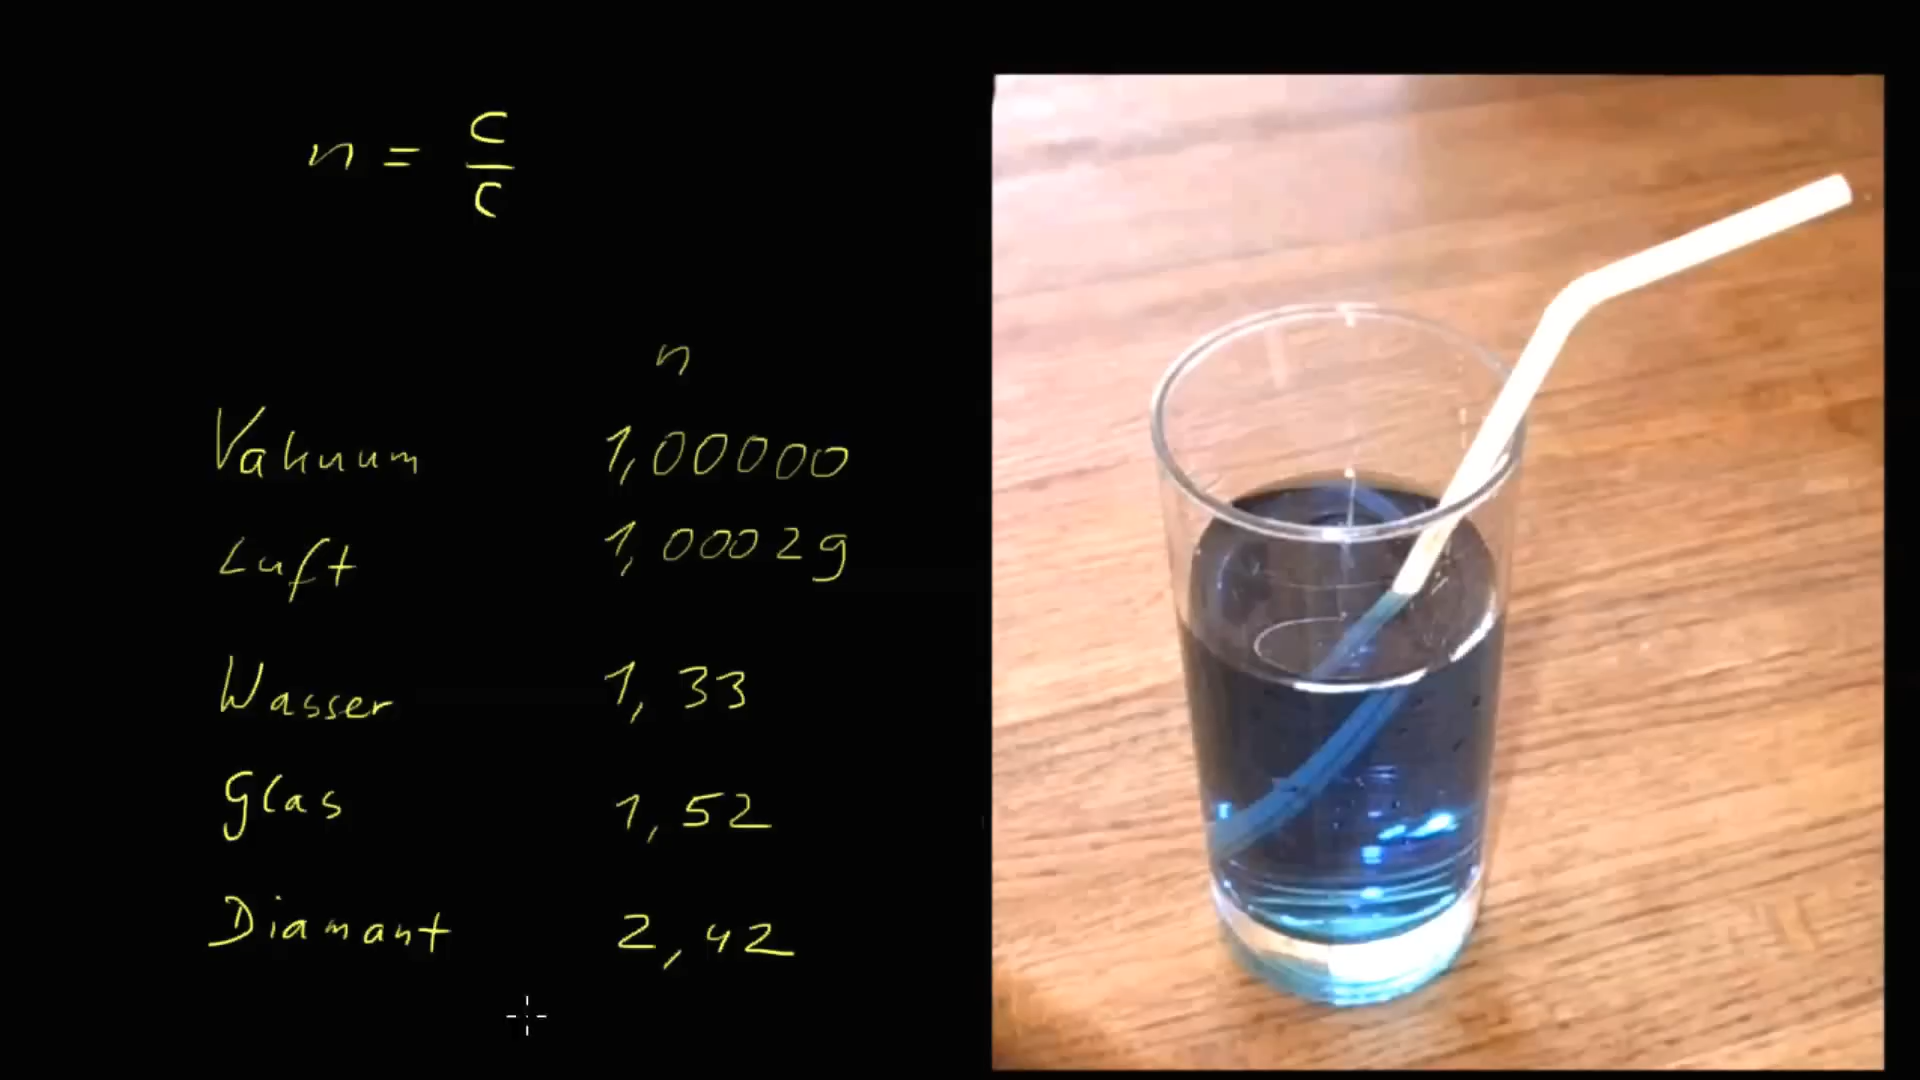 n = c/c
n
Vakuum 1,00000
Luft 1,00029
Wasser 1,33
Glas 1,52
Diamant 2,42